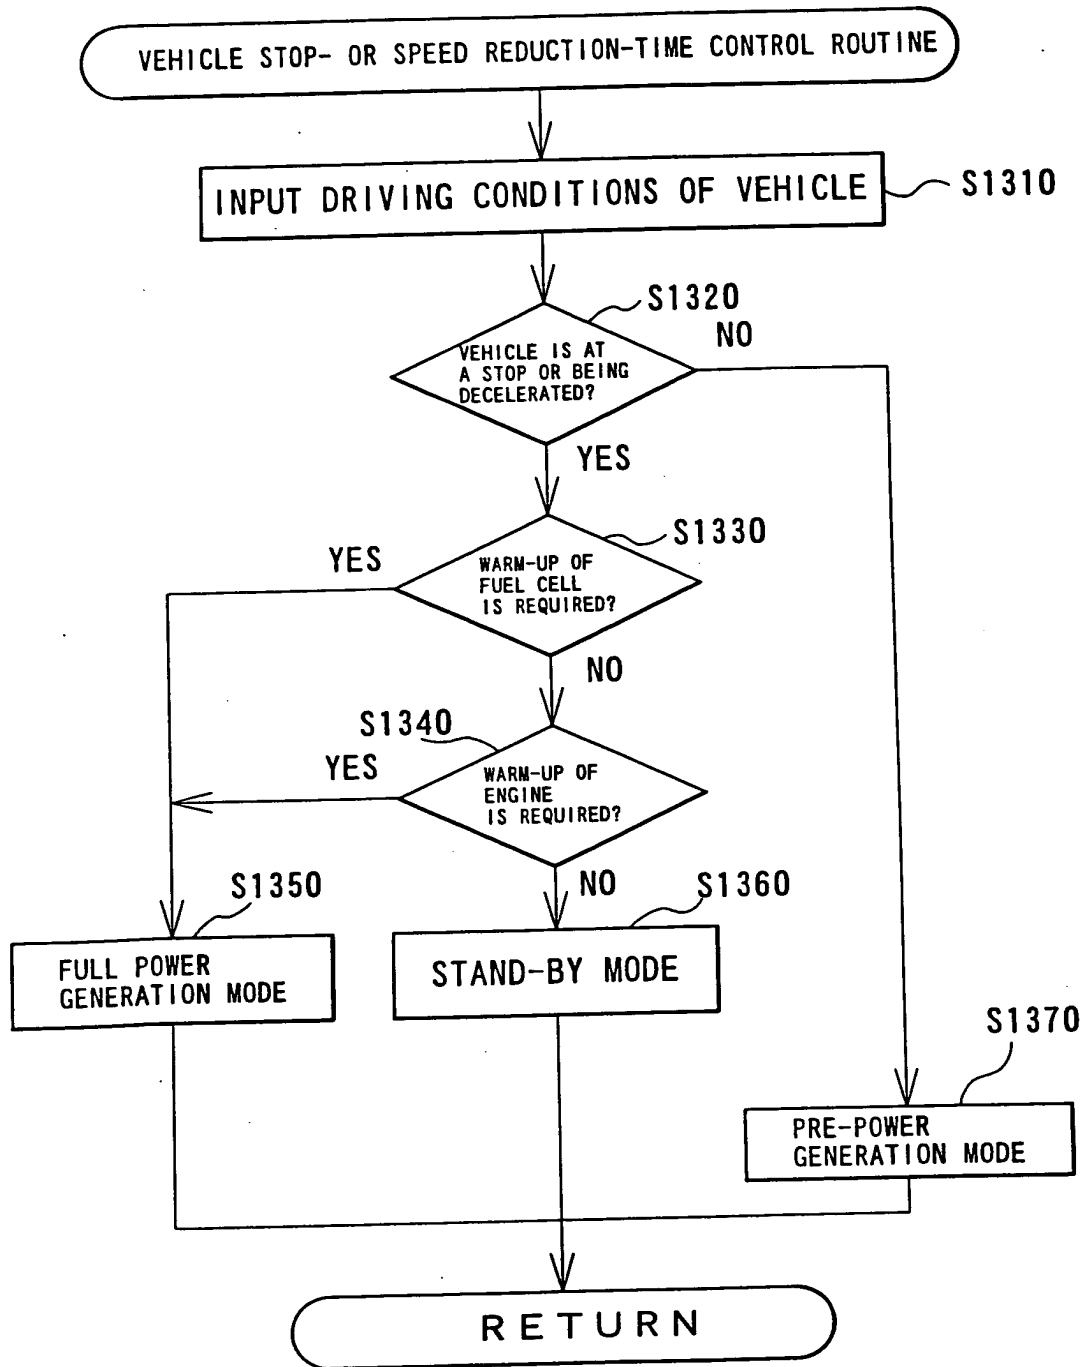 VEHICLE STOP- OR SPEED REDUCTION-TIME CONTROL ROUTINE
INPUT DRIVING CONDITIONS OF VEHICLE
S1310
S1320
NO
VEHICLE IS AT
A STOP OR BEING
DECELERATED?
YES
S1330
YES
WARM-UP OF
FUEL CELL
IS REQUIRED?
NO
S1340
YES
WARM-UP OF
ENGINE
IS REQUIRED?
NO
S1350
S1360
FULL POWER
GENERATION MODE
STAND-BY MODE
S1370
PRE-POWER
GENERATION MODE
RETURN